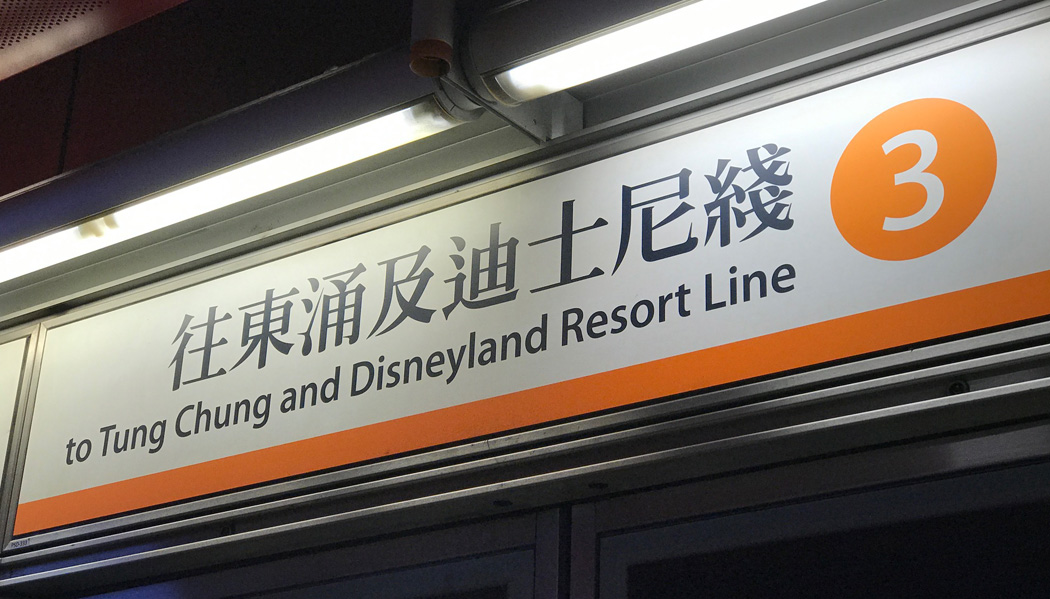 往東涌及迪士尼綫
to Tung Chung and Disneyland Resort Line
3